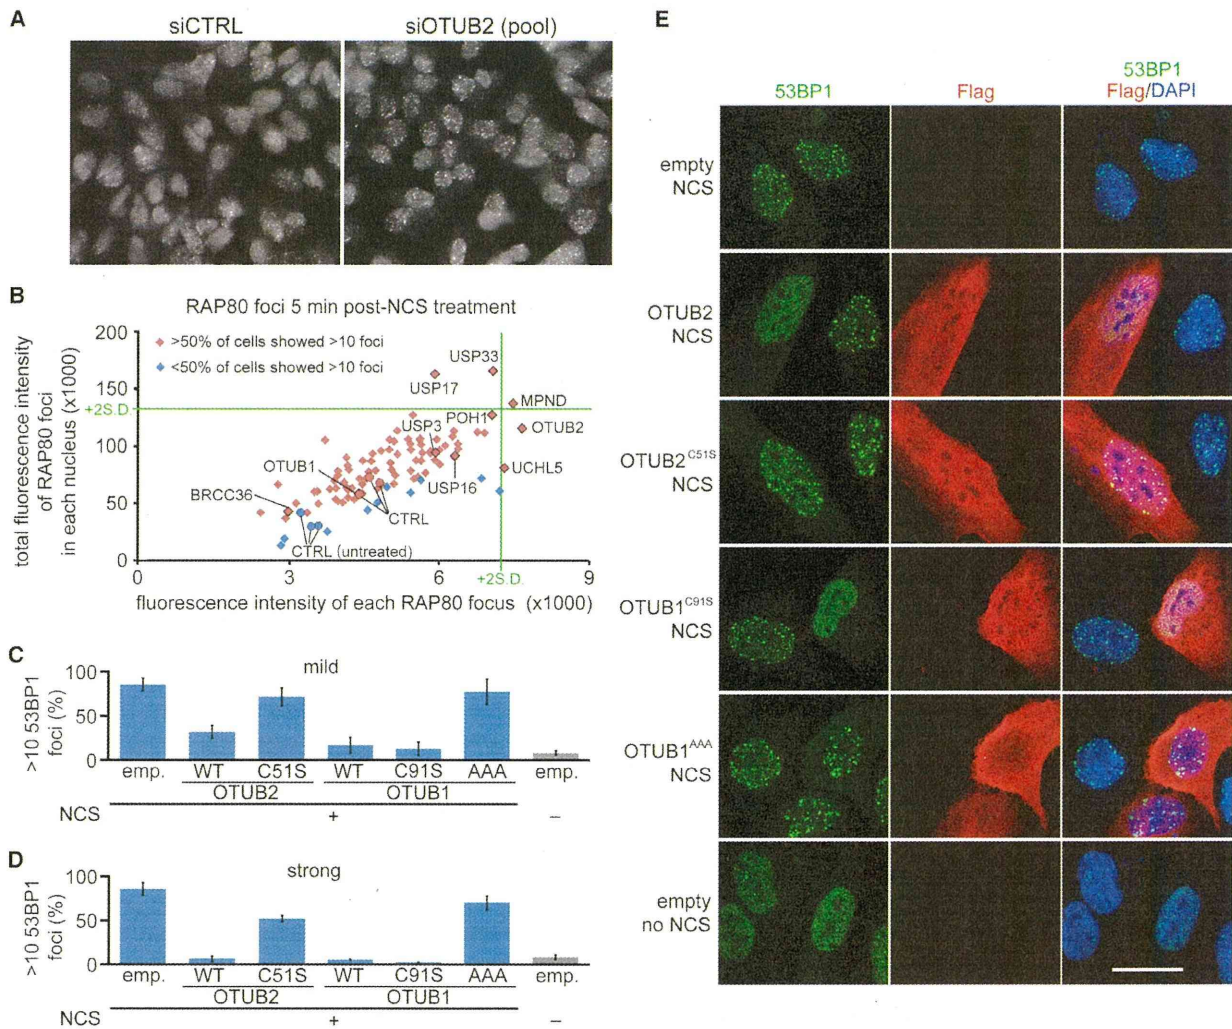 A
siCTRL
siOTUB2 (pool)
B
RAP80 foci 5 min post-NCS treatment
total fluorescence intensity
of RAP80 foci
in each nucleus (x1000)
200
150
100
50
0
+2S.D.
>50% of cells showed >10 foci
<50% of cells showed >10 foci
USP33
USP17
MPND
POH1
OTUB2
USP3
OTUB1
UCHL5
USP16
BRCC36
CTRL
CTRL (untreated)
0
3
6
9
+2S.D.
fluorescence intensity of each RAP80 focus (x1000)
C
mild
>10 53BP1
foci (%)
100
50
0
emp. WT C51S WT C91S AAA emp.
OTUB2 OTUB1
NCS + –
D
strong
>10 53BP1
foci (%)
100
50
0
emp. WT C51S WT C91S AAA emp.
OTUB2 OTUB1
NCS + –
E
53BP1
Flag
53BP1
Flag/DAPI
empty
NCS
OTUB2
NCS
OTUB2C51S
NCS
OTUB1C91S
NCS
OTUB1AAA
NCS
empty
no NCS